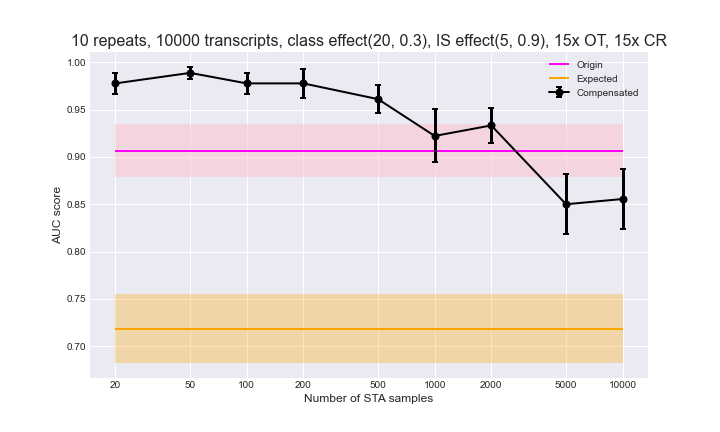 10 repeats, 10000 transcripts, class effect(20, 0.3), IS effect(5, 0.9), 15x OT, 15x CR
Origin
Expected
Compensated
AUC score
1.00
0.95
0.90
0.85
0.80
0.75
0.70
20 50 100 200 500 1000 2000 5000 10000
Number of STA samples